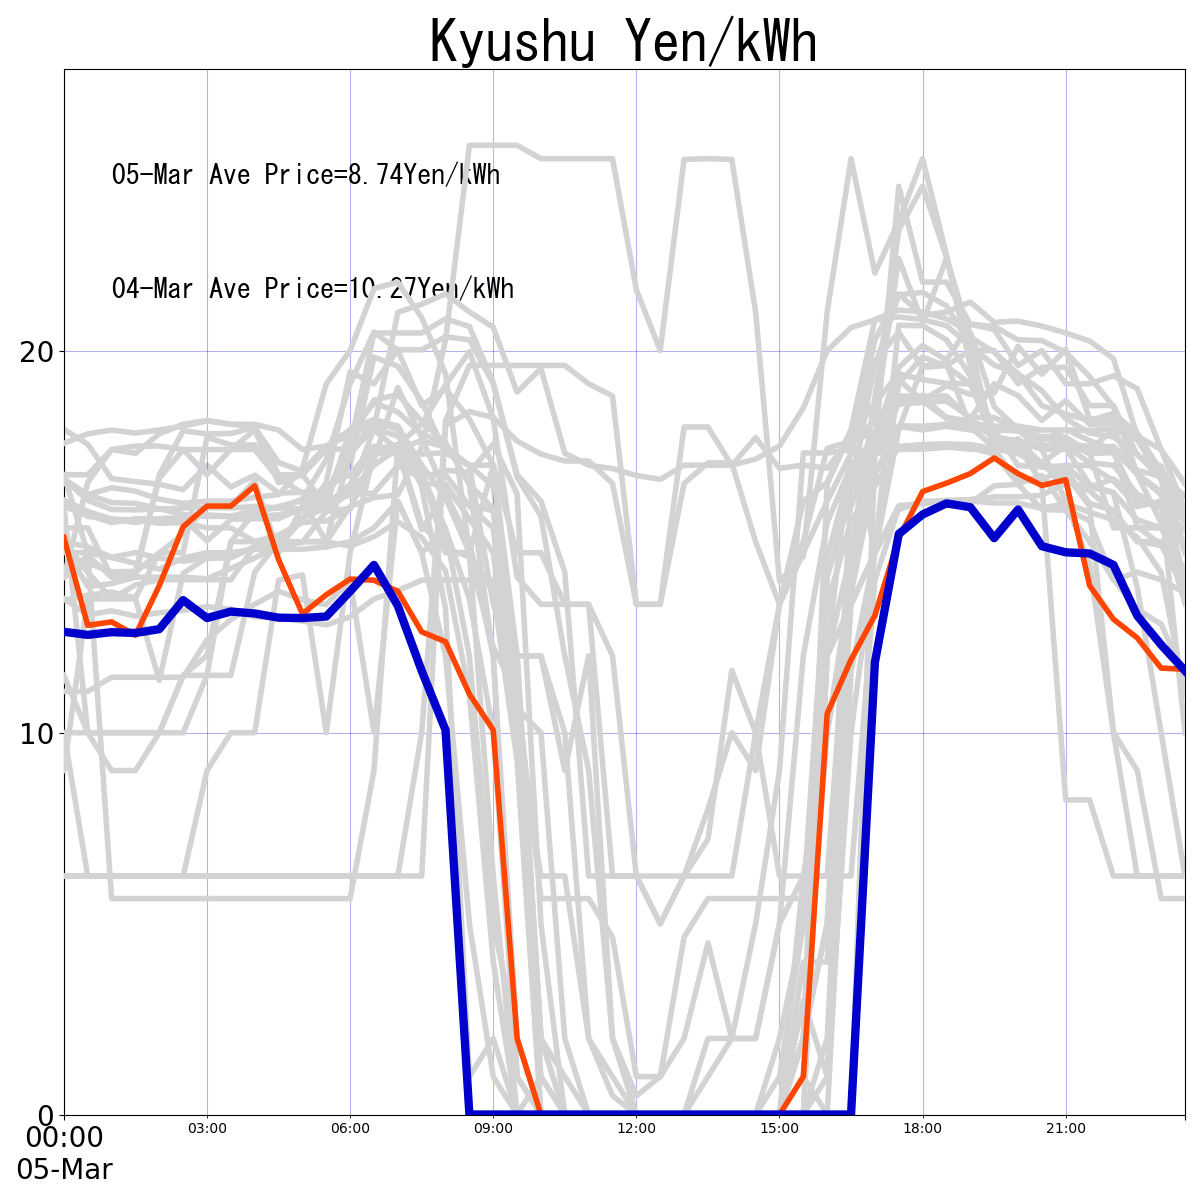 Kyushu Yen/kWh
05-Mar Ave Price=8.74Yen/kWh
04-Mar Ave Price=10.27Yen/kWh
20
10
0
00:00 03:00 06:00 09:00 12:00 15:00 18:00 21:00
05-Mar